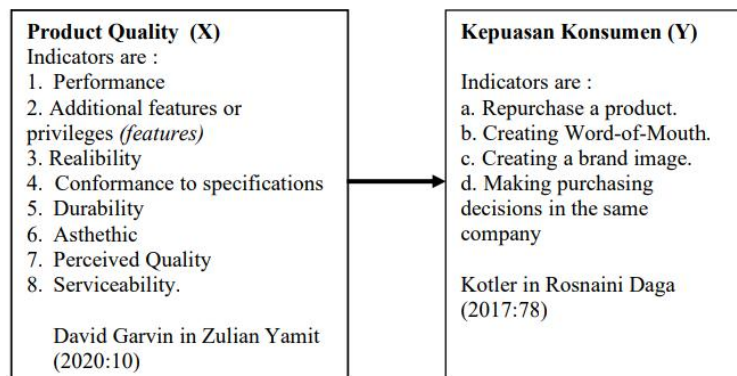 Product Quality (X)
Indicators are :
1. Performance
2. Additional features or
privileges (features)
3. Realibility
4. Conformance to specifications
5. Durability
6. Asthethic
7. Perceived Quality
8. Serviceability.
David Garvin in Zulian Yamit
(2020:10)
Kepuasan Konsumen (Y)
Indicators are :
a. Repurchase a product.
b. Creating Word-of-Mouth.
c. Creating a brand image.
d. Making purchasing
decisions in the same
company
Kotler in Rosnaini Daga
(2017:78)